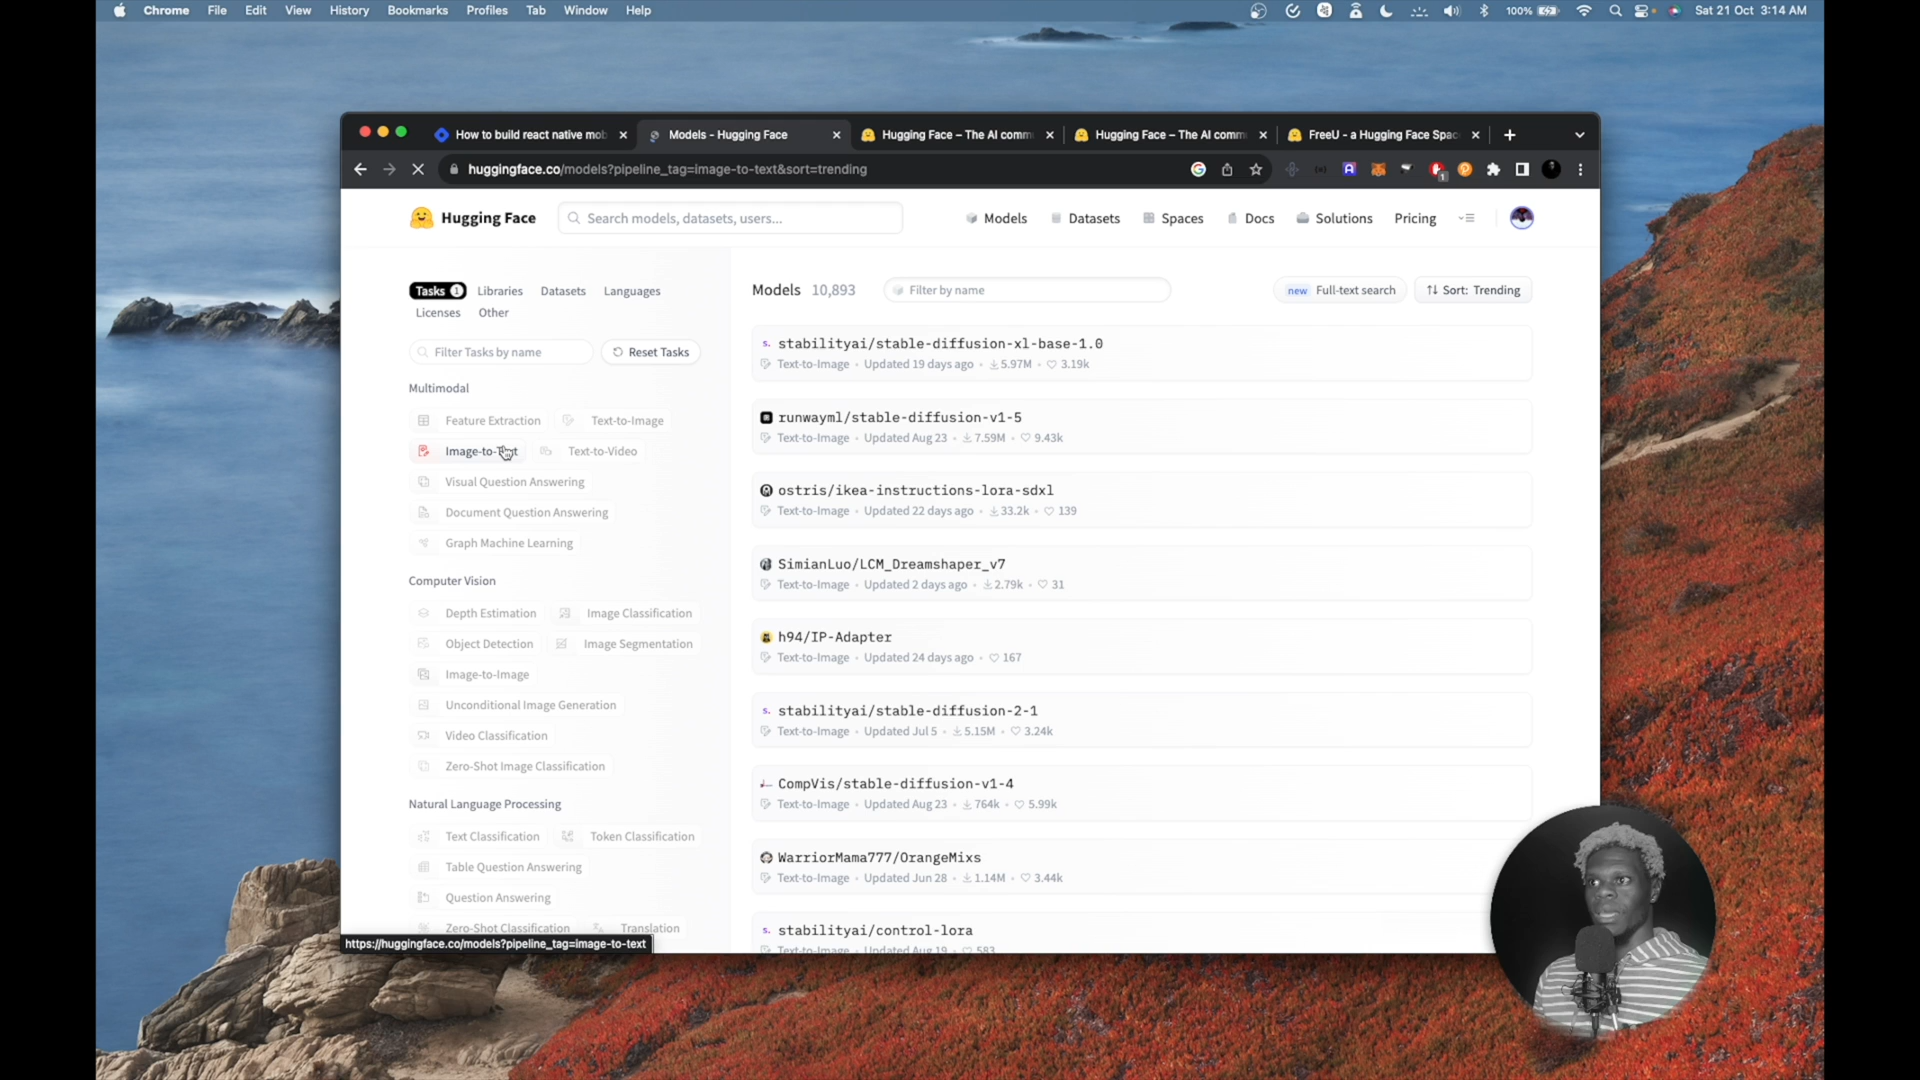 Chrome File Edit View History Bookmarks Profiles Tab Window Help
100% Sat 21 Oct 3:14 AM
How to build react native mob
Models - Hugging Face
Hugging Face – The AI comm
Hugging Face – The AI comm
FreeU - a Hugging Face Spac
huggingface.co/models?pipeline_tag=image-to-text&sort=trending
1
Hugging Face
Search models, datasets, users...
Models Datasets Spaces Docs Solutions Pricing
Tasks 1 Libraries Datasets Languages
Licenses Other
Filter Tasks by name
Reset Tasks
Multimodal
Feature Extraction Text-to-Image
Image-to-Text Text-to-Video
Visual Question Answering
Document Question Answering
Graph Machine Learning
Computer Vision
Depth Estimation Image Classification
Object Detection Image Segmentation
Image-to-Image
Unconditional Image Generation
Video Classification
Zero-Shot Image Classification
Natural Language Processing
Text Classification Token Classification
Table Question Answering
Question Answering
Zero-Shot Classification Translation
https://huggingface.co/models?pipeline_tag=image-to-text
Models 10,893
Filter by name
new Full-text search
Sort: Trending
s. stabilityai/stable-diffusion-xl-base-1.0
Text-to-Image • Updated 19 days ago • 5.97M • 3.19k
runwayml/stable-diffusion-v1-5
Text-to-Image • Updated Aug 23 • 7.59M • 9.43k
ostris/ikea-instructions-lora-sdxl
Text-to-Image • Updated 22 days ago • 33.2k • 139
SimianLuo/LCM_Dreamshaper_v7
Text-to-Image • Updated 2 days ago • 2.79k • 31
h94/IP-Adapter
Text-to-Image • Updated 24 days ago • 167
s. stabilityai/stable-diffusion-2-1
Text-to-Image • Updated Jul 5 • 5.15M • 3.24k
CompVis/stable-diffusion-v1-4
Text-to-Image • Updated Aug 23 • 764k • 5.99k
WarriorMama777/OrangeMixs
Text-to-Image • Updated Jun 28 • 1.14M • 3.44k
s. stabilityai/control-lora
Text-to-Image • Updated Aug 19 • 583